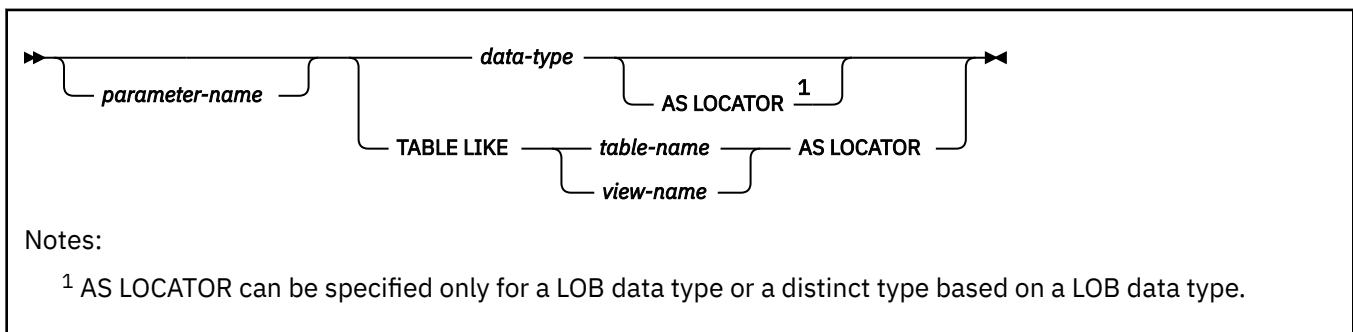 data-type
parameter-name
AS LOCATOR 1
TABLE LIKE table-name AS LOCATOR
view-name
Notes:
1 AS LOCATOR can be specified only for a LOB data type or a distinct type based on a LOB data type.